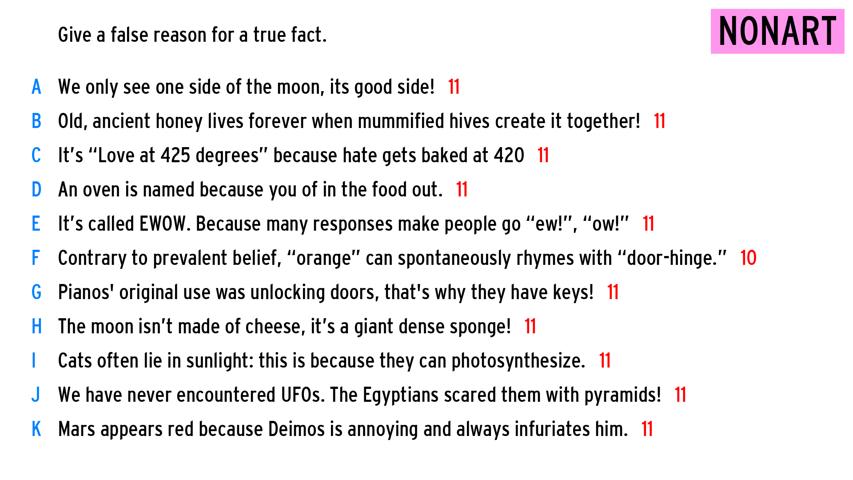 Give a false reason for a true fact.
NONART
A We only see one side of the moon, its good side! 11
B Old, ancient honey lives forever when mummified hives create it together! 11
C It’s “Love at 425 degrees” because hate gets baked at 420 11
D An oven is named because you of in the food out. 11
E It’s called EWOW. Because many responses make people go “ew!”, “ow!” 11
F Contrary to prevalent belief, “orange” can spontaneously rhymes with “door-hinge.” 10
G Pianos' original use was unlocking doors, that's why they have keys! 11
H The moon isn’t made of cheese, it’s a giant dense sponge! 11
I Cats often lie in sunlight: this is because they can photosynthesize. 11
J We have never encountered UFOs. The Egyptians scared them with pyramids! 11
K Mars appears red because Deimos is annoying and always infuriates him. 11